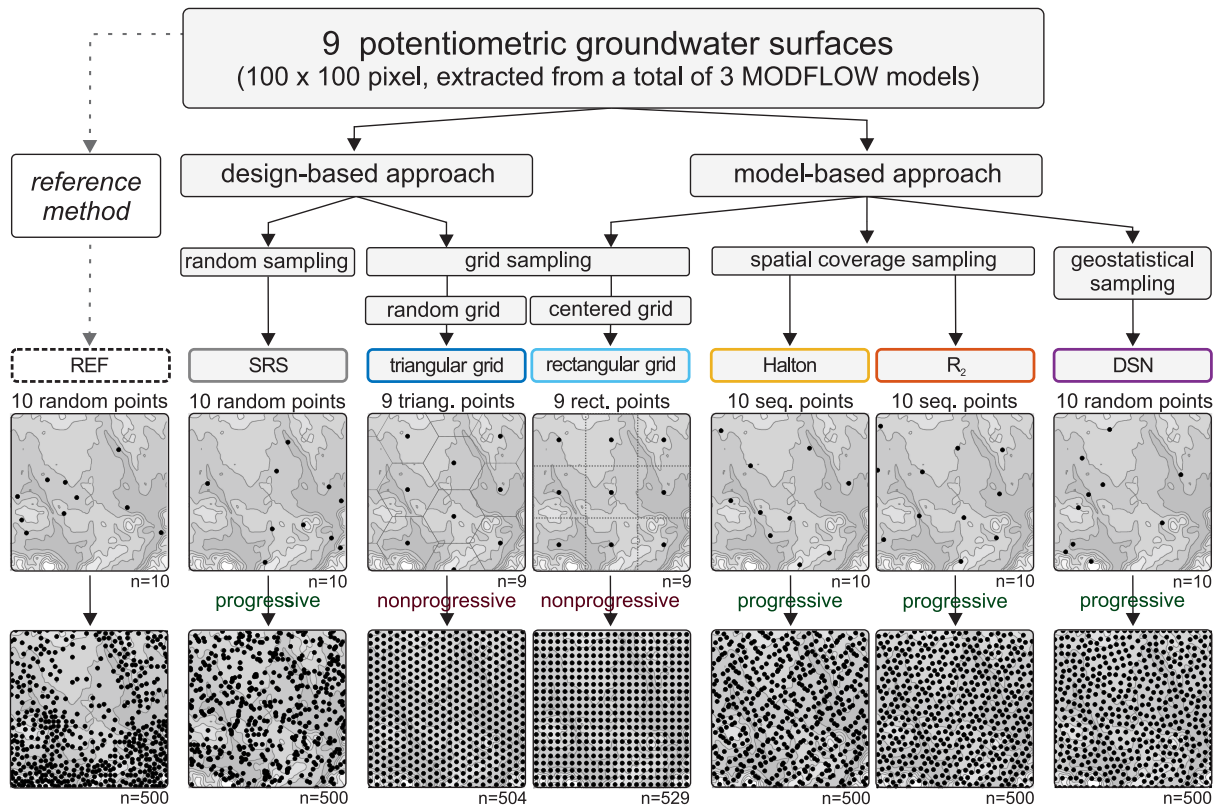 9 potentiometric groundwater surfaces
(100 x 100 pixel, extracted from a total of 3 MODFLOW models)
reference
method
design-based approach
model-based approach
random sampling
grid sampling
spatial coverage sampling
geostatistical
sampling
random grid
centered grid
REF
SRS
triangular grid
rectangular grid
Halton
R2
DSN
10 random points
10 random points
9 triang. points
9 rect. points
10 seq. points
10 seq. points
10 random points
n=10
n=10
n=9
n=9
n=10
n=10
n=10
progressive
nonprogressive
nonprogressive
progressive
progressive
progressive
n=500
n=500
n=504
n=529
n=500
n=500
n=500